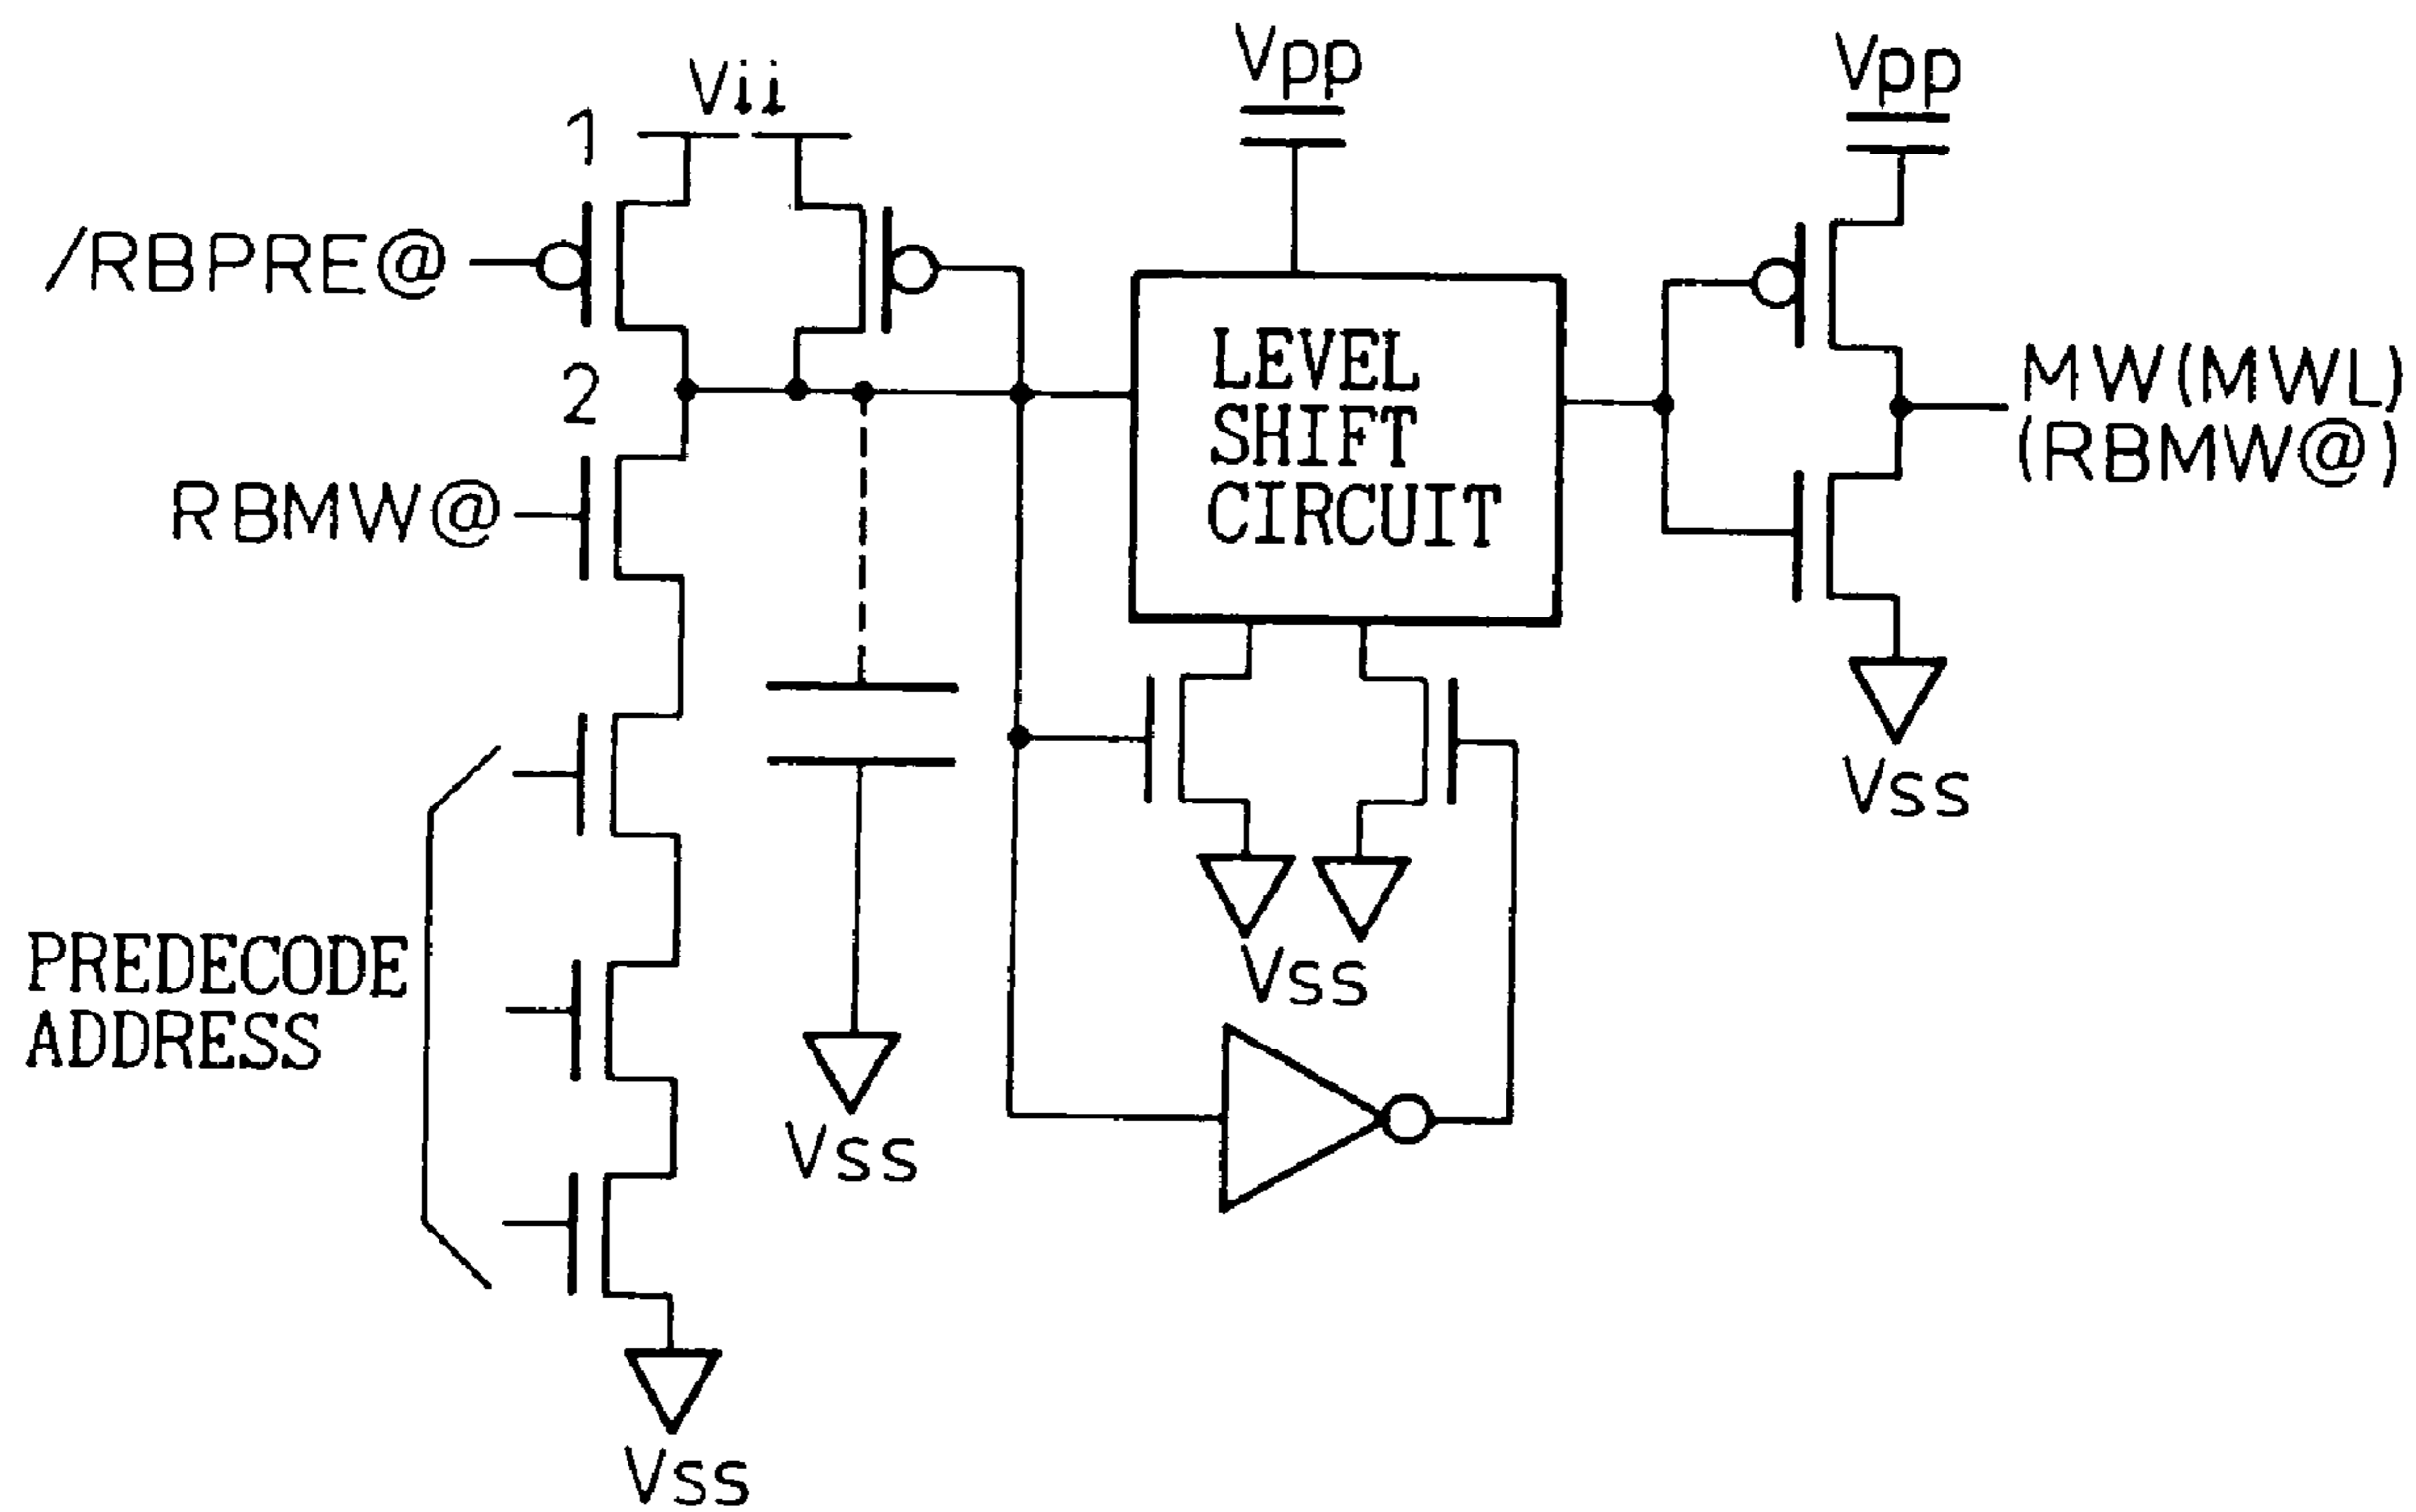 Vii
Vpp
Vpp
1
/RBPRE@
2
RBMW@
LEVEL
SHIFT
CIRCUIT
MW(MWL)
(RBMW@)
Vss
PREDECODE
ADDRESS
Vss
Vss
Vss